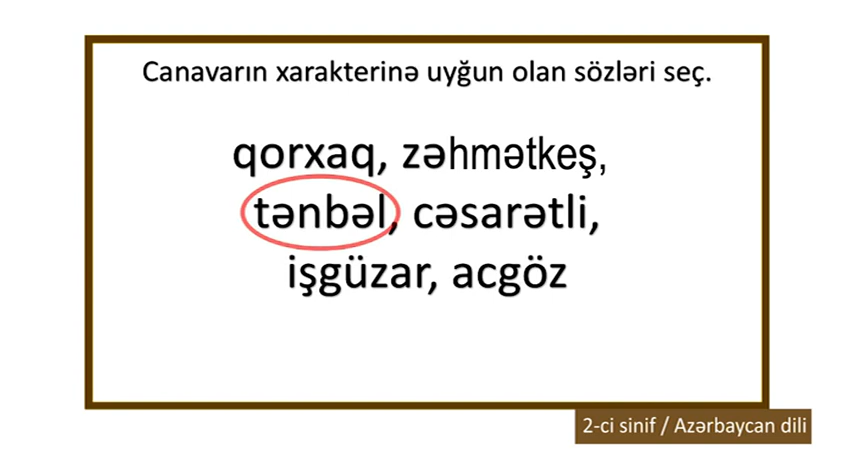 Canavarın xarakterinə uyğun olan sözləri seç.
qorxaq, zəhmətkeş,
tənbəl, cəsarətli,
işgüzar, acgöz
2-ci sinif / Azərbaycan dili